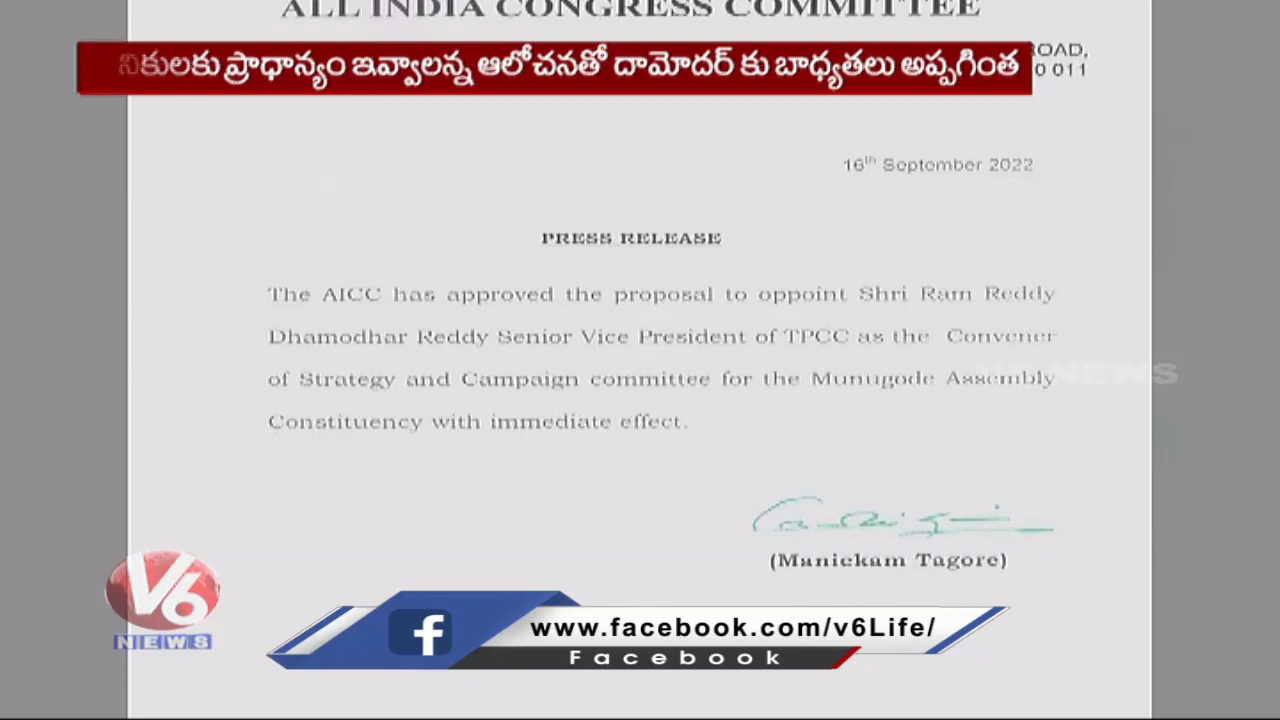 ALL INDIA CONGRESS COMMITTEE
OAD,
0 011
నికులకు ప్రాధాన్యం ఇవ్వాలన్న ఆలోచనతో దామోదర్ కు బాధ్యతలు అప్పగింత
16th September 2022
PRESS RELEASE
The AICC has approved the proposal to oppoint Shri Ram Reddy
Dhamodhar Reddy Senior Vice President of TPCC as the Convener
of Strategy and Campaign committee for the Munugode Assembly
Constituency with immediate effect.
(Manickam Tagore)
V6 NEWS
V6
NEWS
www.facebook.com/v6Life/
Facebook